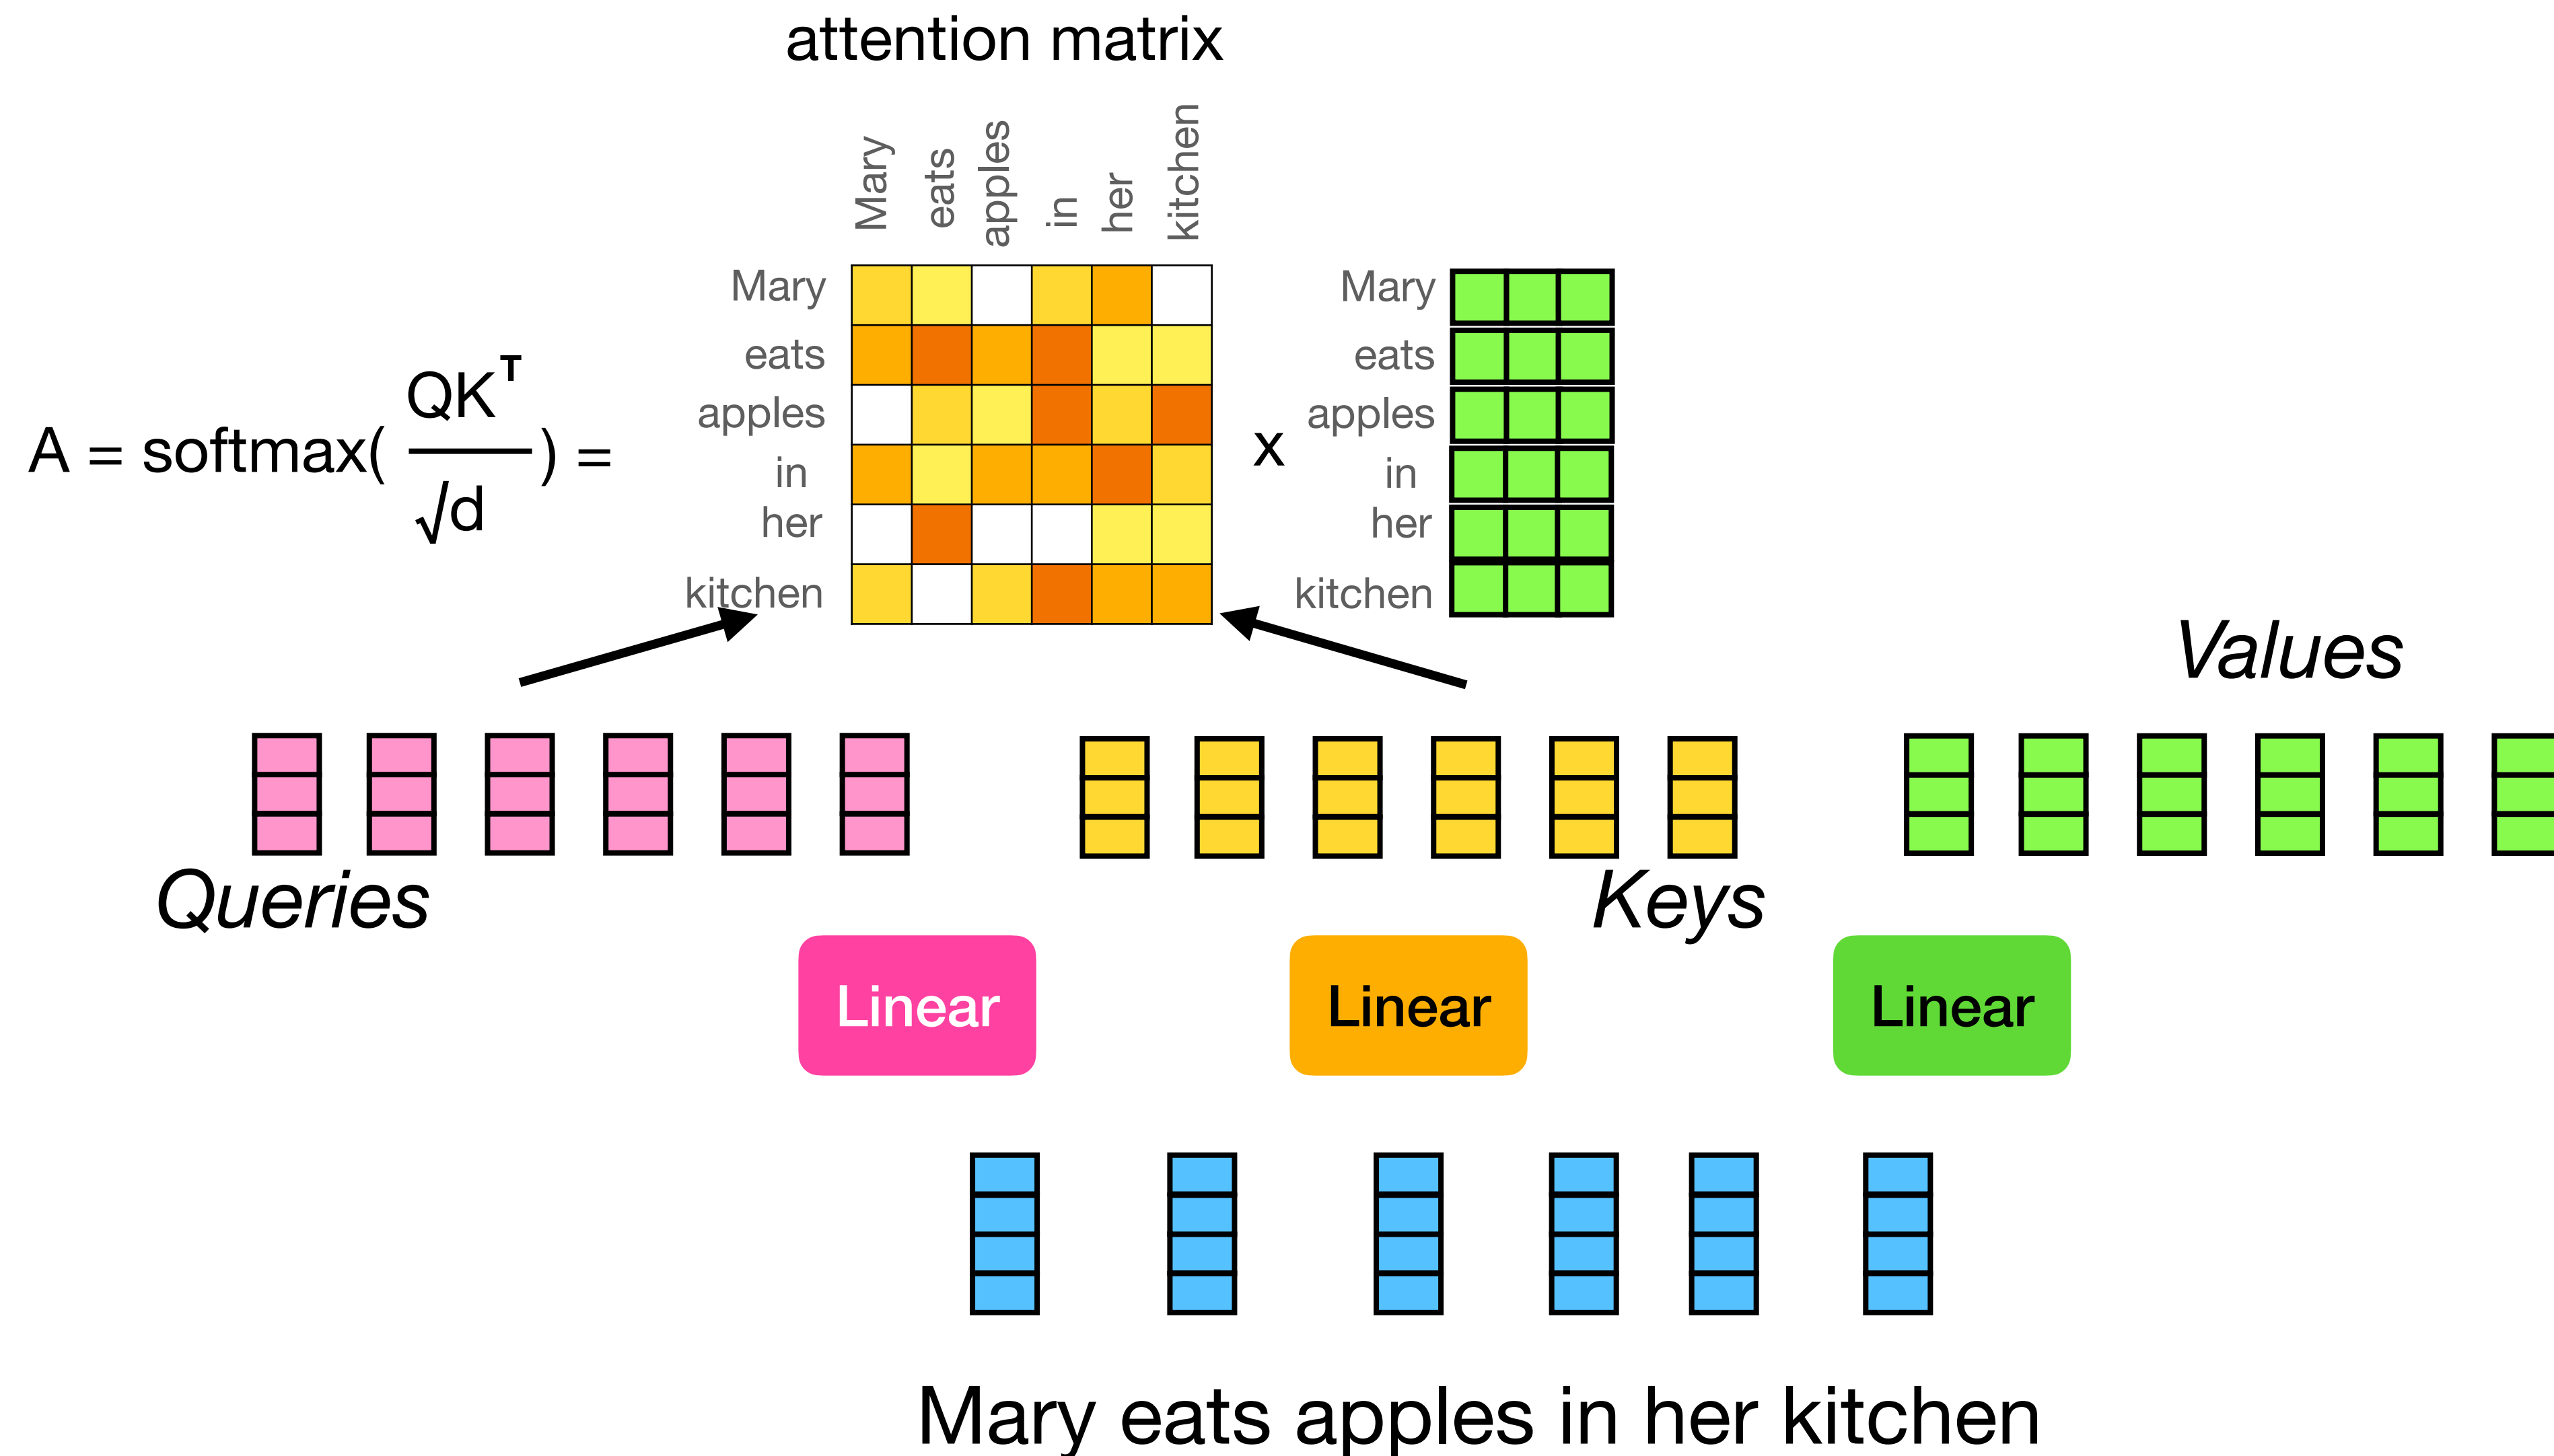 attention matrix
Mary
eats
apples
in
her
kitchen
Mary
eats
apples
in
her
kitchen
A = softmax( QKᵀ / √d ) =
x
Mary
eats
apples
in
her
kitchen
Values
Queries
Keys
Linear
Linear
Linear
Mary eats apples in her kitchen